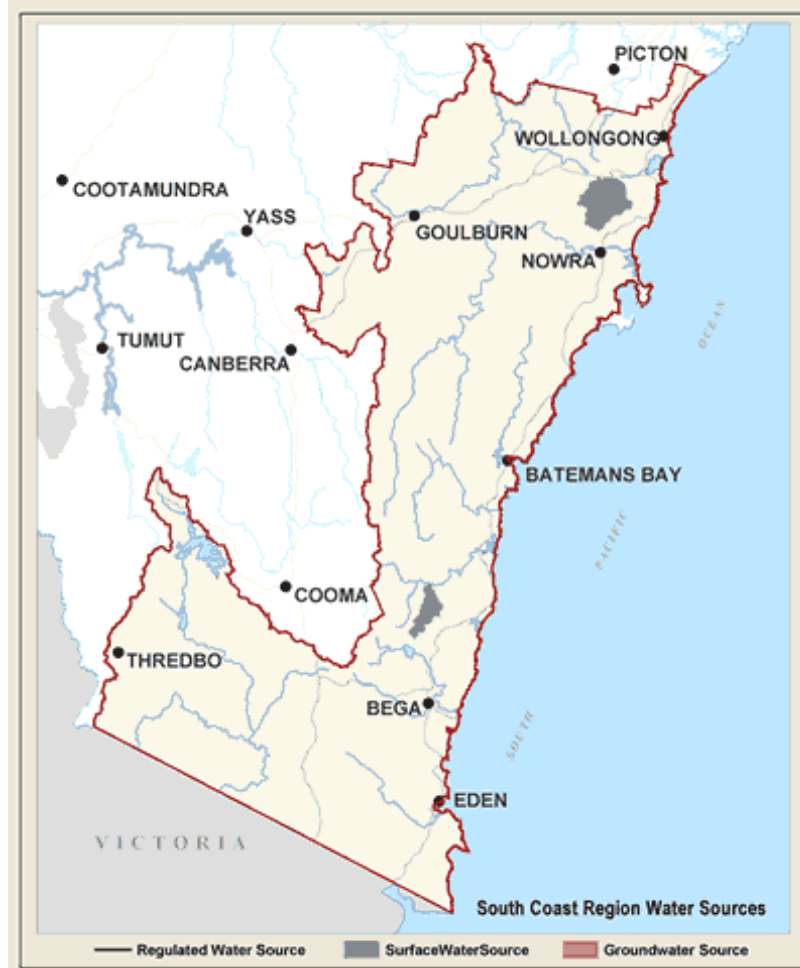 PICTON
WOLLONGONG
COOTAMUNDRA
YASS
GOULBURN
NOWRA
OCEAN
TUMUT
CANBERRA
BATEMANS BAY
PACIFIC
COOMA
THREDBO
BEGA
SOUTH
EDEN
VICTORIA
South Coast Region Water Sources
Regulated Water Source SurfaceWaterSource Groundwater Source